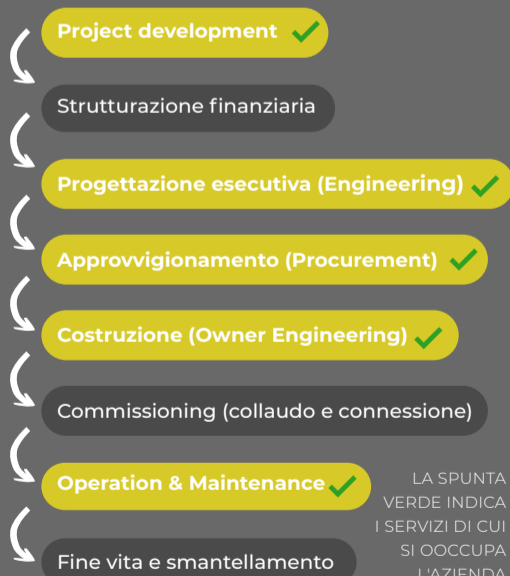 Project development
Strutturazione finanziaria
Progettazione esecutiva (Engineering)
Approvvigionamento (Procurement)
Costruzione (Owner Engineering)
Commissioning (collaudo e connessione)
Operation & Maintenance
LA SPUNTA
VERDE INDICA
I SERVIZI DI CUI
SI OOCCUPA
L'AZIENDA
Fine vita e smantellamento